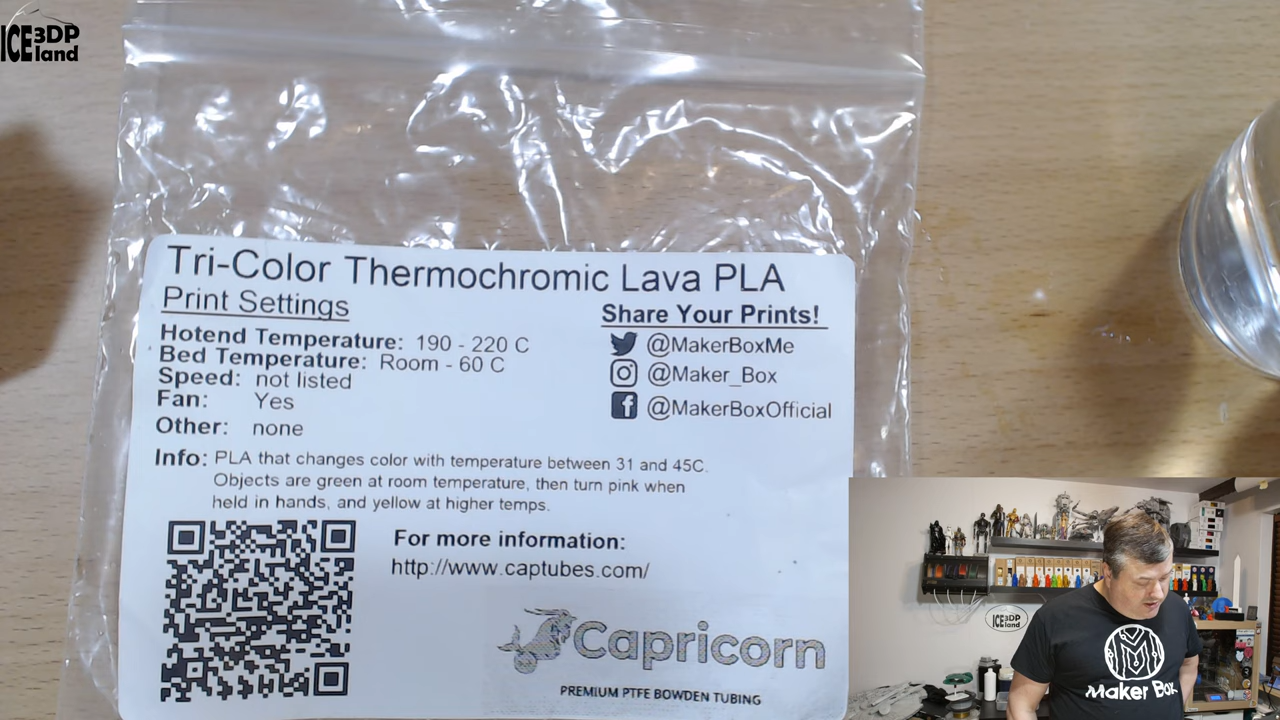 ICE 3DP land
Tri-Color Thermochromic Lava PLA
Print Settings
Hotend Temperature: 190 - 220 C
Bed Temperature: Room - 60 C
Speed: not listed
Fan: Yes
Other: none
Share Your Prints!
@MakerBoxMe
@Maker_Box
@MakerBoxOfficial
Info: PLA that changes color with temperature between 31 and 45C.
Objects are green at room temperature, then turn pink when
held in hands, and yellow at higher temps.
For more information:
http://www.captubes.com/
Capricorn
PREMIUM PTFE BOWDEN TUBING
ICE 3DP land
Maker Box